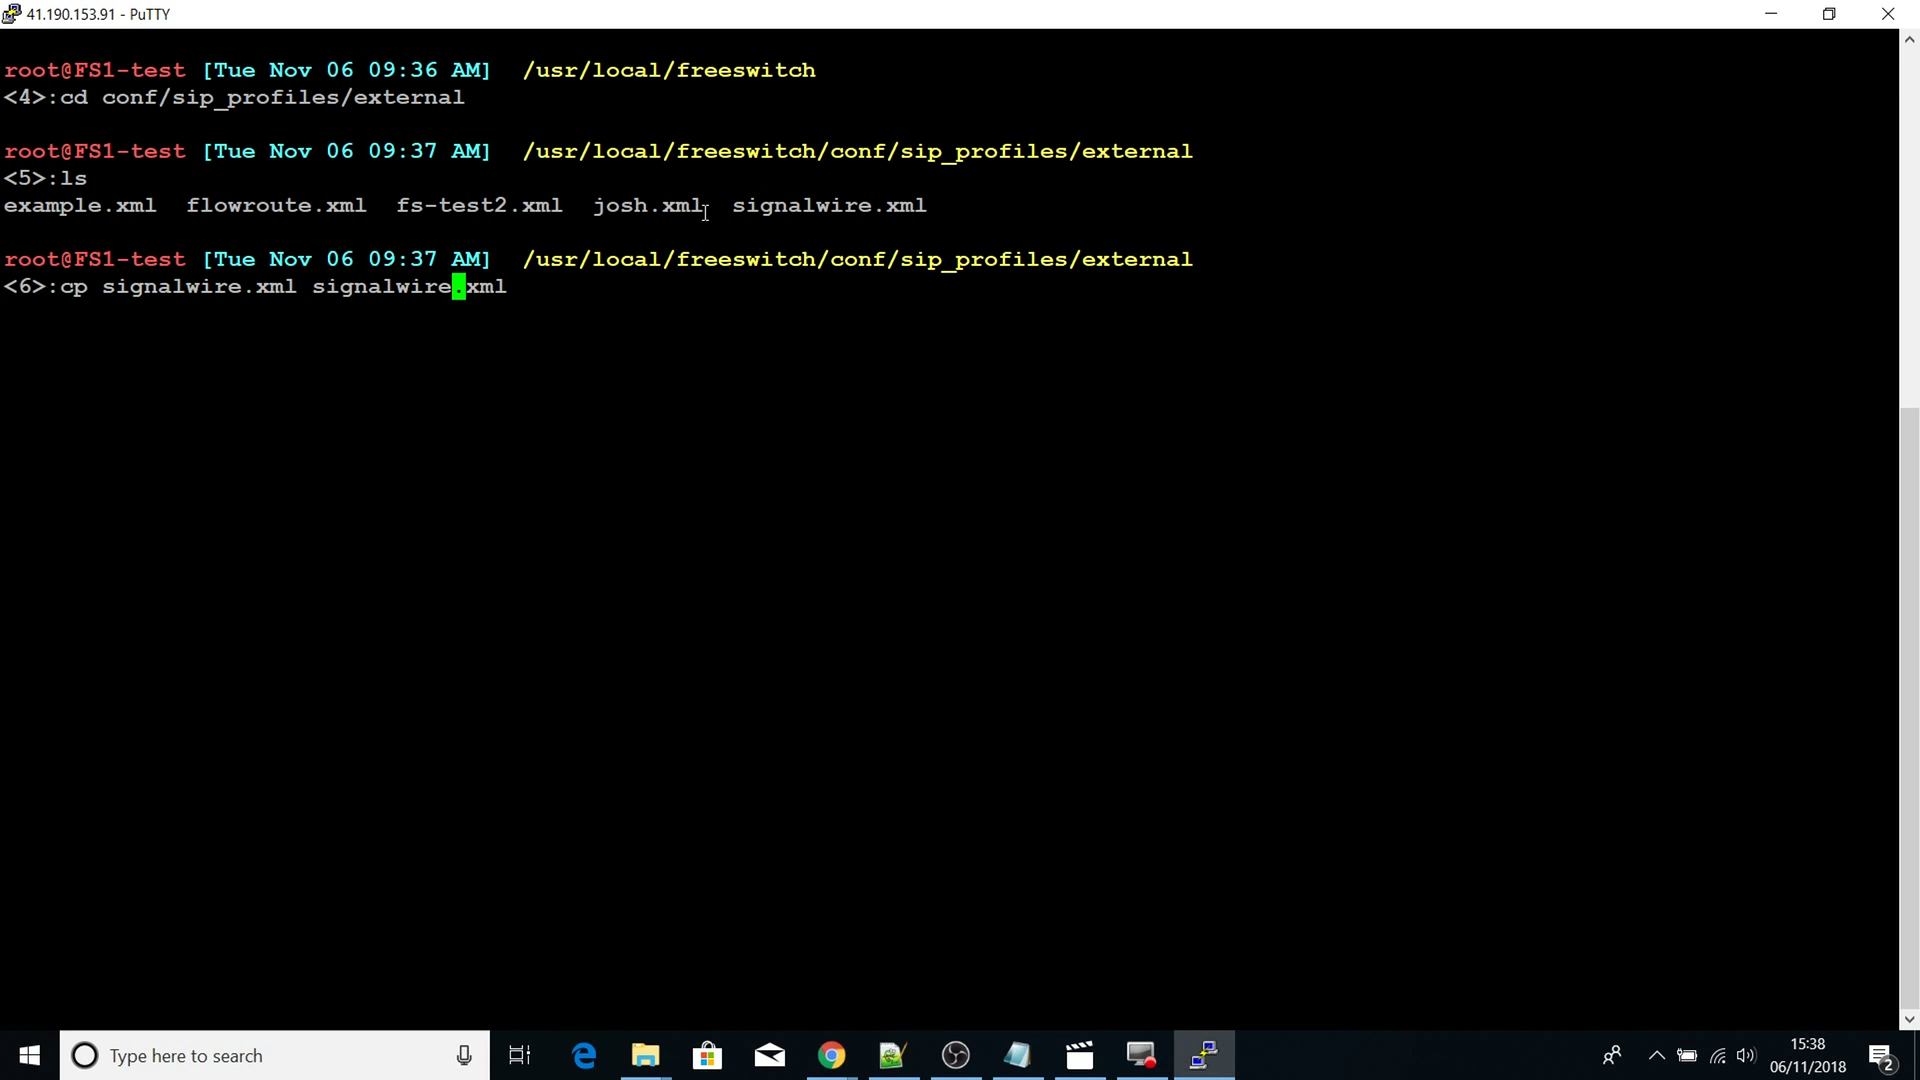 41.190.153.91 - PuTTY
root@FS1-test [Tue Nov 06 09:36 AM]  /usr/local/freeswitch
<4>:cd conf/sip_profiles/external
root@FS1-test [Tue Nov 06 09:37 AM]  /usr/local/freeswitch/conf/sip_profiles/external
<5>:ls
example.xml  flowroute.xml  fs-test2.xml  josh.xml  signalwire.xml
root@FS1-test [Tue Nov 06 09:37 AM]  /usr/local/freeswitch/conf/sip_profiles/external
<6>:cp signalwire.xml signalwire.xml
Type here to search
15:38
06/11/2018
2